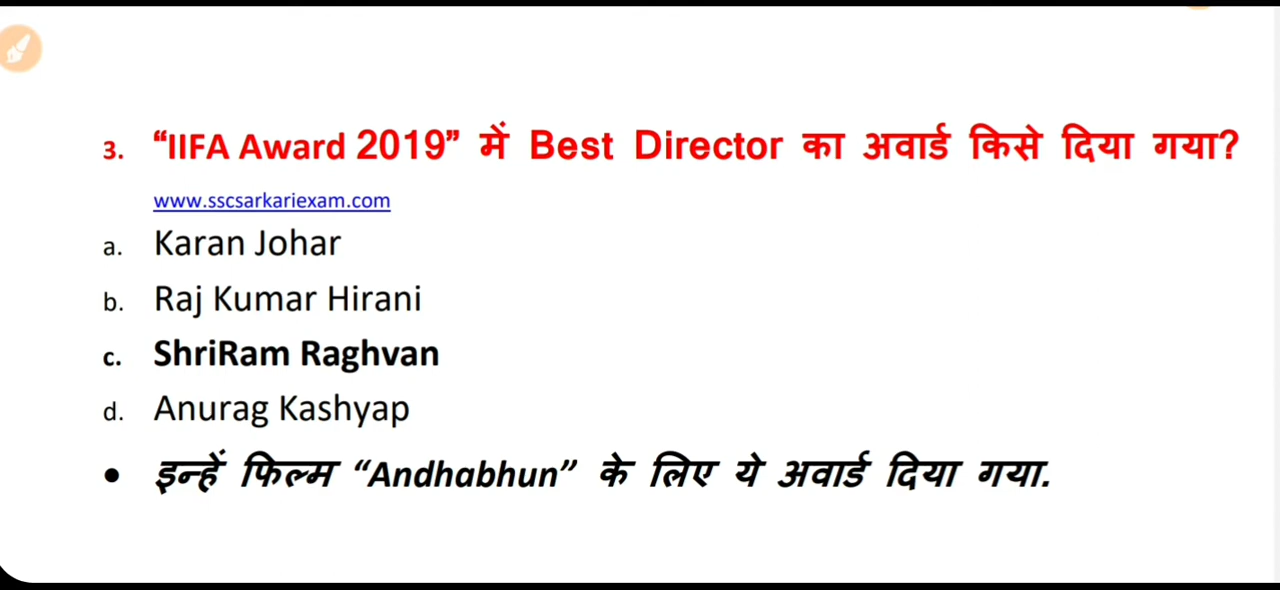 3. “IIFA Award 2019” में Best Director का अवार्ड किसे दिया गया?
www.sscsarkariexam.com
a. Karan Johar
b. Raj Kumar Hirani
c. ShriRam Raghvan
d. Anurag Kashyap
• इन्हें फिल्म “Andhabhun” के लिए ये अवार्ड दिया गया.